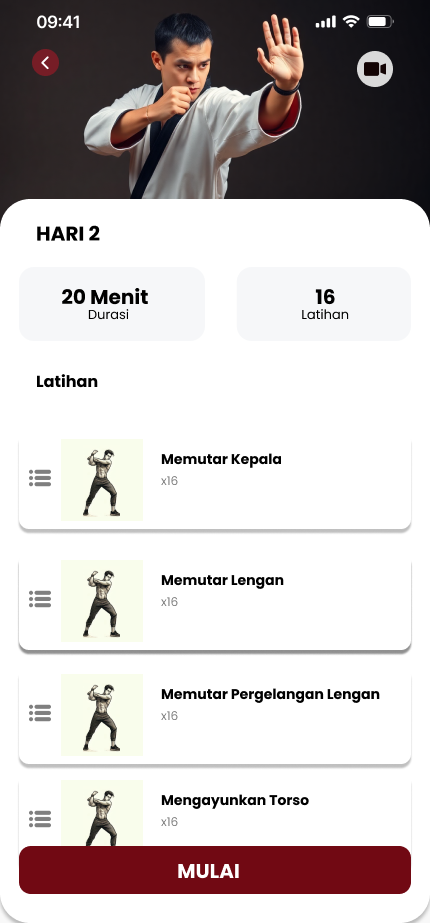 09:41
HARI 2
20 Menit
Durasi
16
Latihan
Latihan
Memutar Kepala
x16
Memutar Lengan
x16
Memutar Pergelangan Lengan
x16
Mengayunkan Torso
x16
MULAI